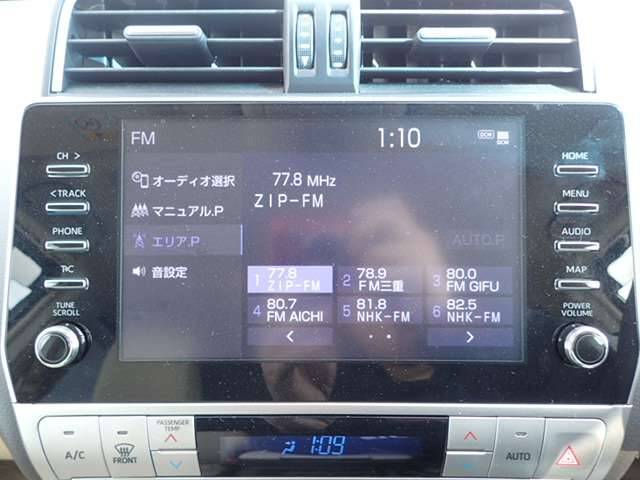 FM 1:10 DCM
DCM
オーディオ選択
マニュアル.P
エリア.P
音設定
77.8 MHz
ZIP-FM
AUTO.P
1 77.8 ZIP-FM
2 78.9 FM三重
3 80.0 FM GIFU
4 80.7 FM AICHI
5 81.8 NHK-FM
6 82.5 NHK-FM
< >
CH >
< TRACK
PHONE
T/C
TUNE
SCROLL
HOME
MENU
AUDIO
MAP
POWER
VOLUME
A/C
FRONT
PASSENGER
TEMP
1:09
AUTO